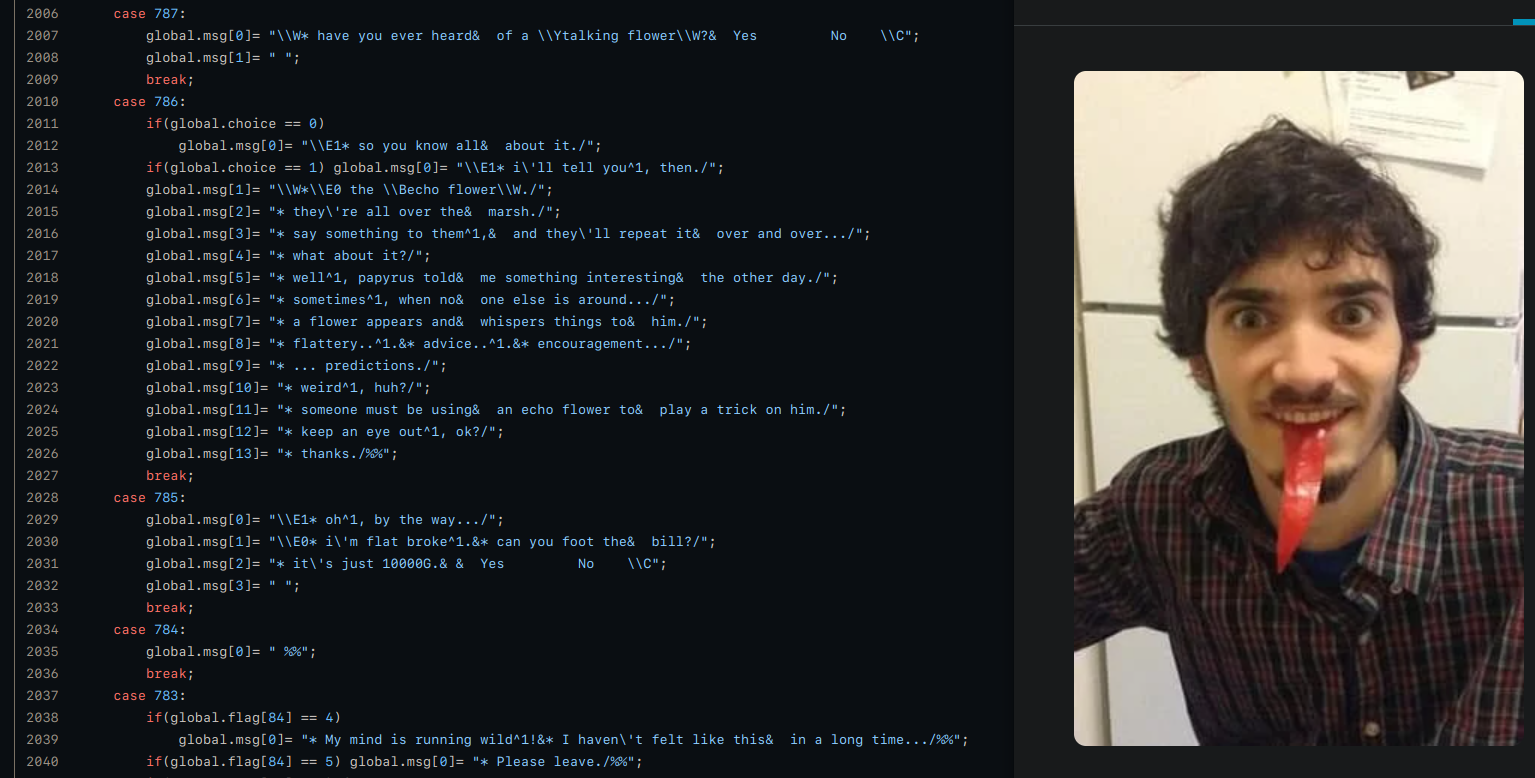 2006 case 787:
2007 global.msg[0]= "\\W* have you ever heard&  of a \\Ytalking flower\\W?&  Yes         No    \\C";
2008 global.msg[1]= " ";
2009 break;
2010 case 786:
2011 if(global.choice == 0)
2012 global.msg[0]= "\\E1* so you know all&  about it./";
2013 if(global.choice == 1) global.msg[0]= "\\E1* i\'ll tell you^1, then./";
2014 global.msg[1]= "\\W*\\E0 the \\Becho flower\\W./";
2015 global.msg[2]= "* they\'re all over the&  marsh./";
2016 global.msg[3]= "* say something to them^1,&  and they\'ll repeat it&  over and over.../";
2017 global.msg[4]= "* what about it?/";
2018 global.msg[5]= "* well^1, papyrus told&  me something interesting&  the other day./";
2019 global.msg[6]= "* sometimes^1, when no&  one else is around.../";
2020 global.msg[7]= "* a flower appears and&  whispers things to&  him./";
2021 global.msg[8]= "* flattery..^1.&* advice..^1.&* encouragement.../";
2022 global.msg[9]= "* ... predictions./";
2023 global.msg[10]= "* weird^1, huh?/";
2024 global.msg[11]= "* someone must be using&  an echo flower to&  play a trick on him./";
2025 global.msg[12]= "* keep an eye out^1, ok?/";
2026 global.msg[13]= "* thanks./%%";
2027 break;
2028 case 785:
2029 global.msg[0]= "\\E1* oh^1, by the way.../";
2030 global.msg[1]= "\\E0* i\'m flat broke^1.&* can you foot the&  bill?/";
2031 global.msg[2]= "* it\'s just 10000G.& &  Yes         No    \\C";
2032 global.msg[3]= " ";
2033 break;
2034 case 784:
2035 global.msg[0]= " %%";
2036 break;
2037 case 783:
2038 if(global.flag[84] == 4)
2039 global.msg[0]= "* My mind is running wild^1!&* I haven\'t felt like this&  in a long time.../%%";
2040 if(global.flag[84] == 5) global.msg[0]= "* Please leave./%%";